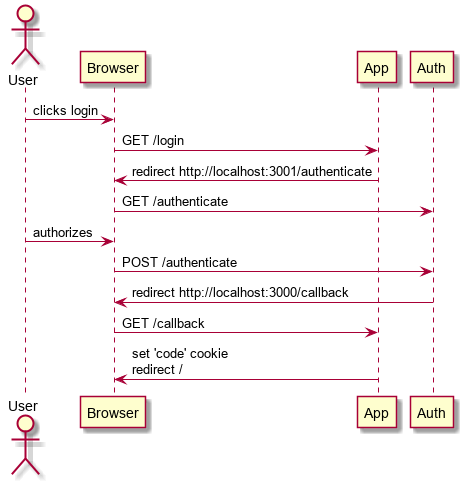 User
Browser
App
Auth
clicks login
GET /login
redirect http://localhost:3001/authenticate
GET /authenticate
authorizes
POST /authenticate
redirect http://localhost:3000/callback
GET /callback
set 'code' cookie
redirect /
User
Browser
App
Auth